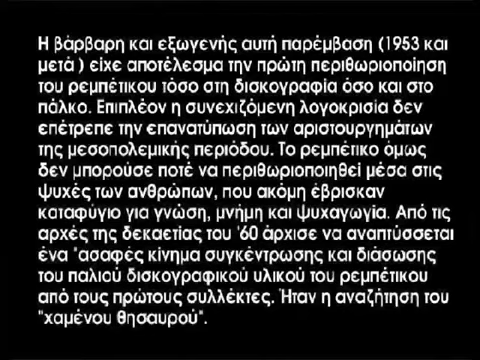 Η βάρβαρη και εξωγενής αυτή παρέμβαση (1953 και
μετά ) είχε αποτέλεσμα την πρώτη περιθωριοποίηση
του ρεμπέτικου τόσο στη δισκογραφία όσο και στο
πάλκο. Επιπλέον η συνεχιζόμενη λογοκρισία δεν
επέτρεπε την επανατύπωση των αριστουργημάτων
της μεσοπολεμικής περιόδου. Το ρεμπέτικο όμως
δεν μπορούσε ποτέ να περιθωριοποιηθεί μέσα στις
ψυχές των ανθρώπων, που ακόμη έβρισκαν
καταφύγιο για γνώση, μνήμη και ψυχαγωγία. Από τις
αρχές της δεκαετίας του '60 άρχισε να αναπτύσσεται
ένα "ασαφές κίνημα συγκέντρωσης και διάσωσης
του παλιού δισκογραφικού υλικού του ρεμπέτικου
από τους πρώτους συλλέκτες. Ήταν η αναζήτηση του
"χαμένου θησαυρού".